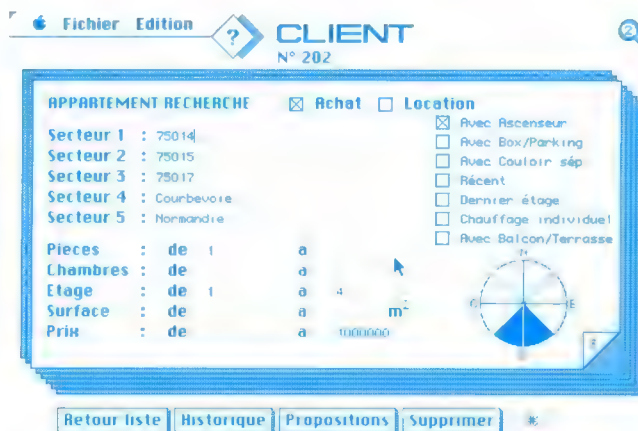 Fichier Edition ?
CLIENT
N° 202
2
APPARTEMENT RECHERCHE ☒ Achat ☐ Location
Secteur 1 : 75014
Secteur 2 : 75015
Secteur 3 : 75017
Secteur 4 : Courbevoie
Secteur 5 : Normandie
☒ Avec Ascenseur
☐ Avec Box/Parking
☐ Avec Couloir sép
☐ Récent
☐ Dernier étage
☐ Chauffage individuel
☐ Avec Balcon/Terrasse
Pieces : de 1 a
Chambres : de a
Etage : de 1 a 4
Surface : de a m²
Prix : de a 1000000
N
E
Retour liste Historique Propositions Supprimer